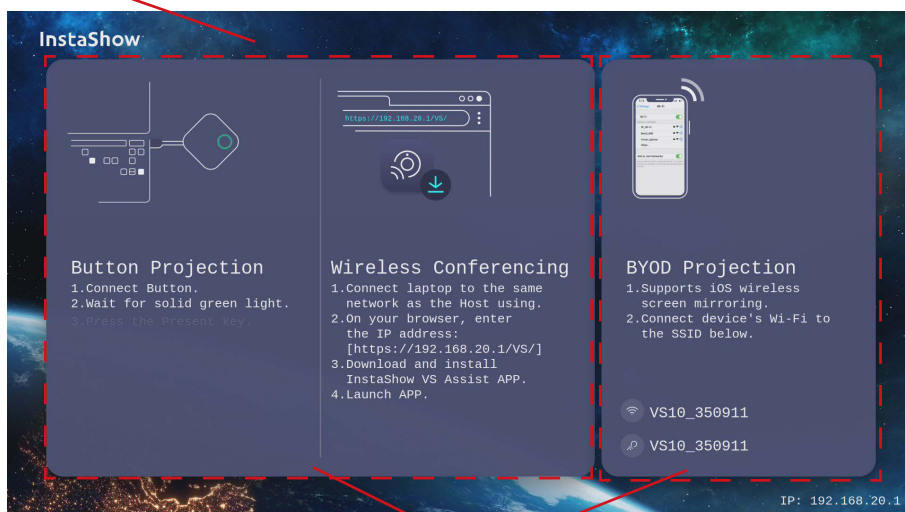 InstaShow
https://192.168.20.1/VS/
Button Projection
1.Connect Button.
2.Wait for solid green light.
3.Press the Present key.
Wireless Conferencing
1.Connect laptop to the same
network as the Host using.
2.On your browser, enter
the IP address:
[https://192.168.20.1/VS/]
3.Download and install
InstaShow VS Assist APP.
4.Launch APP.
BYOD Projection
1.Supports iOS wireless
screen mirroring.
2.Connect device's Wi-Fi to
the SSID below.
VS10_350911
VS10_350911
IP: 192.168.20.1